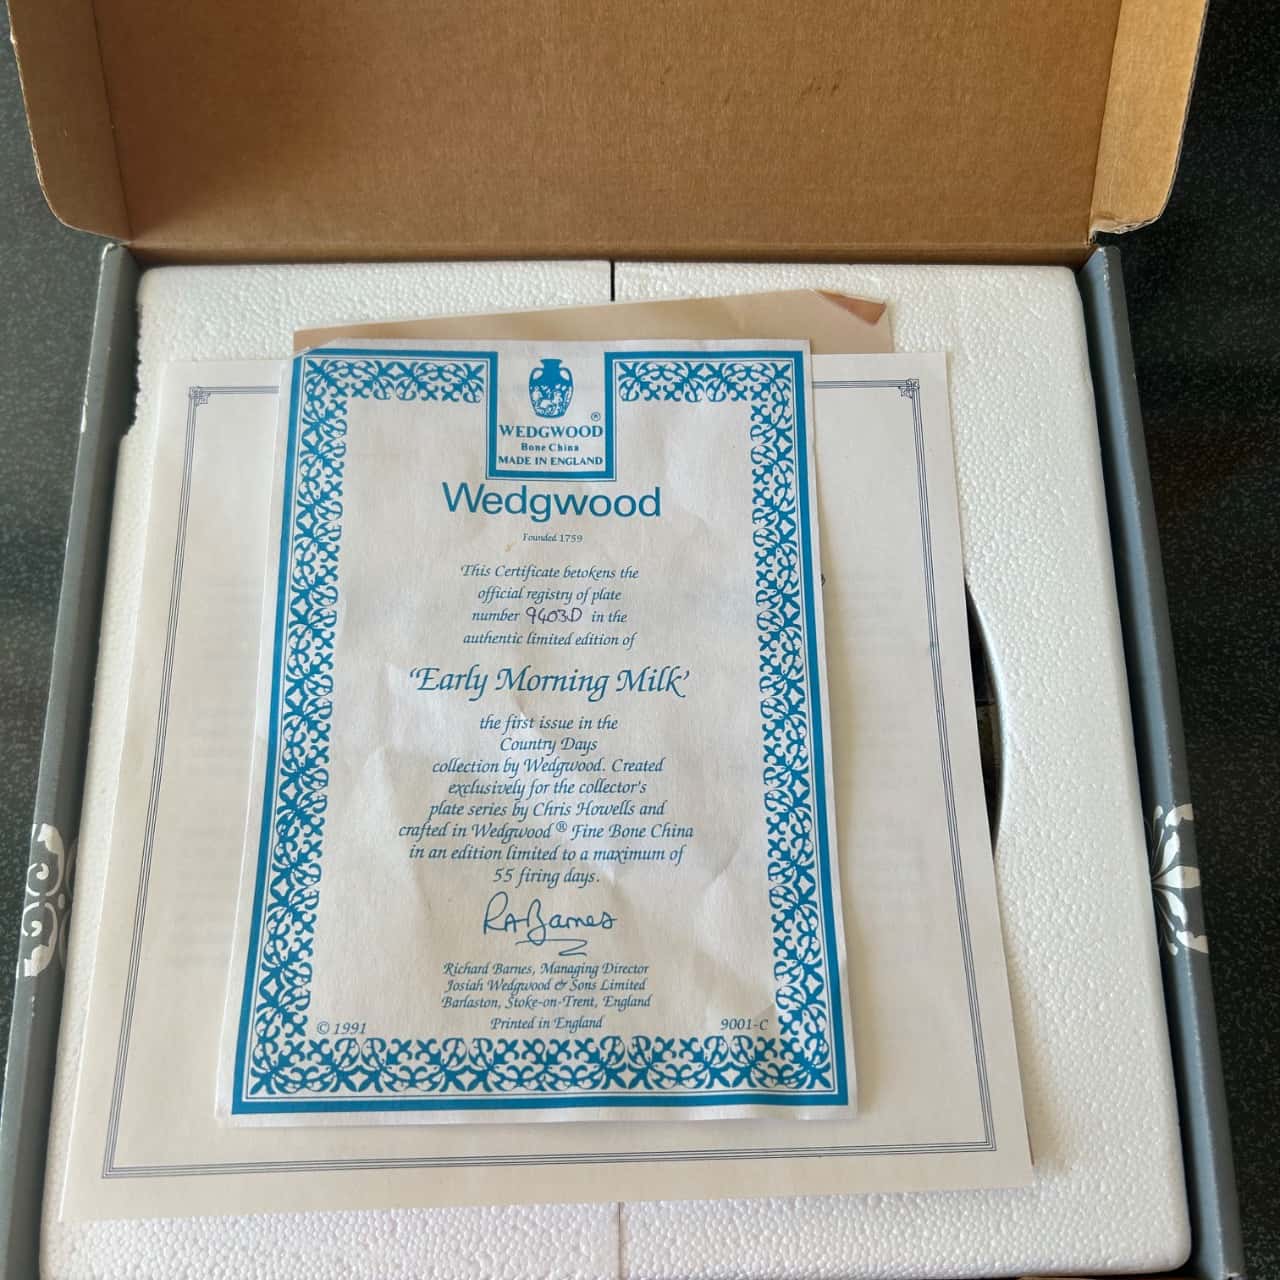 ®
WEDGWOOD
Bone China
MADE IN ENGLAND
Wedgwood
Founded 1759
This Certificate betokens the
official registry of plate
number 9403D in the
authentic limited edition of
'Early Morning Milk'
the first issue in the
Country Days
collection by Wedgwood. Created
exclusively for the collector's
plate series by Chris Howells and
crafted in Wedgwood® Fine Bone China
in an edition limited to a maximum of
55 firing days.
RABarnes
Richard Barnes, Managing Director
Josiah Wedgwood & Sons Limited
Barlaston, Stoke-on-Trent, England
© 1991 Printed in England 9001-C